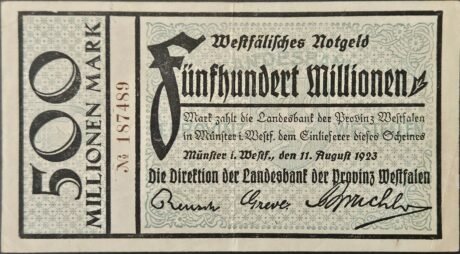 500
MILLIONEN MARK
№ 187489
Westfälisches Notgeld
Fünfhundert Millionen
Mark zahlt die Landesbank der Provinz Westfalen
in Münster i. Westf. dem Einlieferer dieses Scheines
Münster i. Westf., den 11. August 1923
Die Direktion der Landesbank der Provinz Westfalen